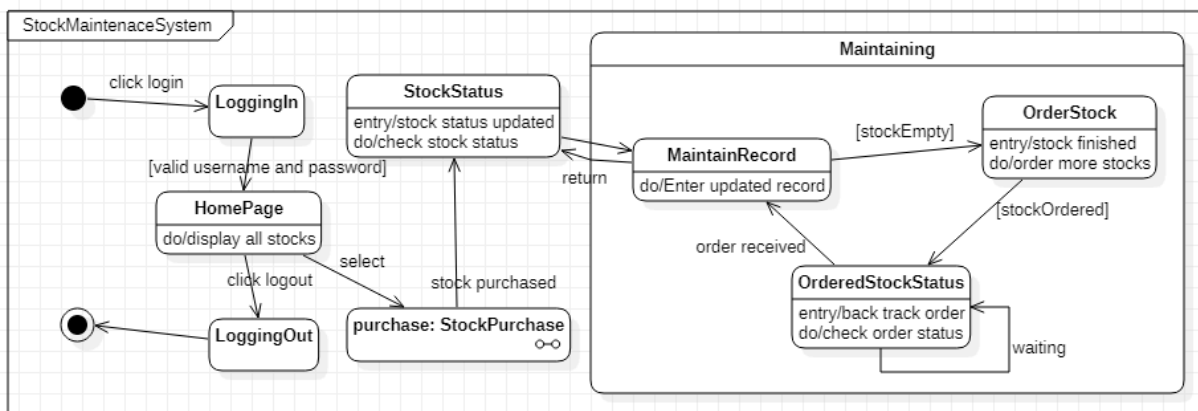 StockMaintenaceSystem
click login
LoggingIn
[valid username and password]
HomePage
do/display all stocks
click logout
select
LoggingOut
StockStatus
entry/stock status updated
do/check stock status
stock purchased
purchase: StockPurchase
return
Maintaining
MaintainRecord
do/Enter updated record
[stockEmpty]
OrderStock
entry/stock finished
do/order more stocks
[stockOrdered]
order received
OrderedStockStatus
entry/back track order
do/check order status
waiting